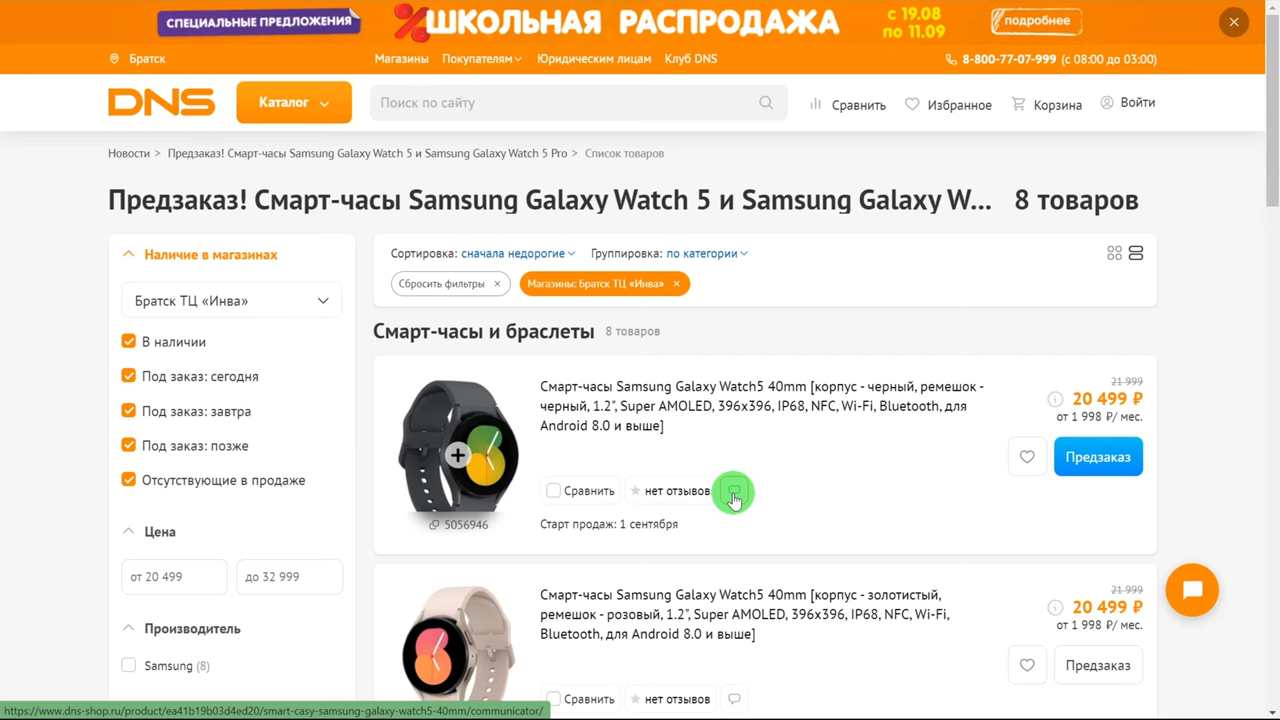 СПЕЦИАЛЬНЫЕ ПРЕДЛОЖЕНИЯ
%ШКОЛЬНАЯ РАСПРОДАЖА
с 19.08
по 11.09
подробнее
Братск
Магазины Покупателям Юридическим лицам Клуб DNS
8-800-77-07-999 (с 08:00 до 03:00)
DNS
Каталог
Поиск по сайту
Сравнить
Избранное
Корзина
Войти
Новости > Предзаказ! Смарт-часы Samsung Galaxy Watch 5 и Samsung Galaxy Watch 5 Pro > Список товаров
Предзаказ! Смарт-часы Samsung Galaxy Watch 5 и Samsung Galaxy W... 8 товаров
Наличие в магазинах
Братск ТЦ «Инва»
В наличии
Под заказ: сегодня
Под заказ: завтра
Под заказ: позже
Отсутствующие в продаже
Цена
от 20 499
до 32 999
Производитель
Samsung (8)
Сортировка: сначала недорогие Группировка: по категории
Сбросить фильтры ×
Магазины: Братск ТЦ «Инва» ×
Смарт-часы и браслеты 8 товаров
Смарт-часы Samsung Galaxy Watch5 40mm [корпус - черный, ремешок -
черный, 1.2", Super AMOLED, 396x396, IP68, NFC, Wi-Fi, Bluetooth, для
Android 8.0 и выше]
21 999
20 499 ₽
от 1 998 ₽/ мес.
Предзаказ
Сравнить
нет отзывов
5056946
Старт продаж: 1 сентября
Смарт-часы Samsung Galaxy Watch5 40mm [корпус - золотистый,
ремешок - розовый, 1.2", Super AMOLED, 396x396, IP68, NFC, Wi-Fi,
Bluetooth, для Android 8.0 и выше]
21 999
20 499 ₽
от 1 998 ₽/ мес.
Предзаказ
Сравнить
нет отзывов
https://www.dns-shop.ru/product/ea41b19b03d4ed20/smart-casy-samsung-galaxy-watch5-40mm/communicator/